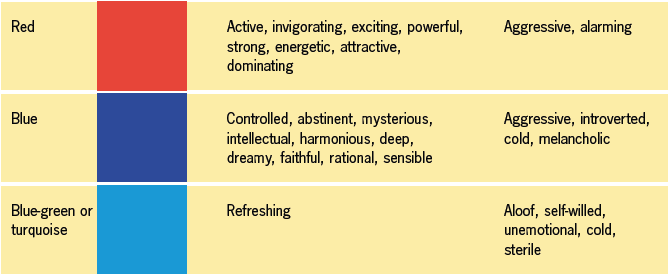 Red
Active, invigorating, exciting, powerful,
strong, energetic, attractive,
dominating
Aggressive, alarming
Blue
Controlled, abstinent, mysterious,
intellectual, harmonious, deep,
dreamy, faithful, rational, sensible
Aggressive, introverted,
cold, melancholic
Blue-green or
turquoise
Refreshing
Aloof, self-willed,
unemotional, cold,
sterile